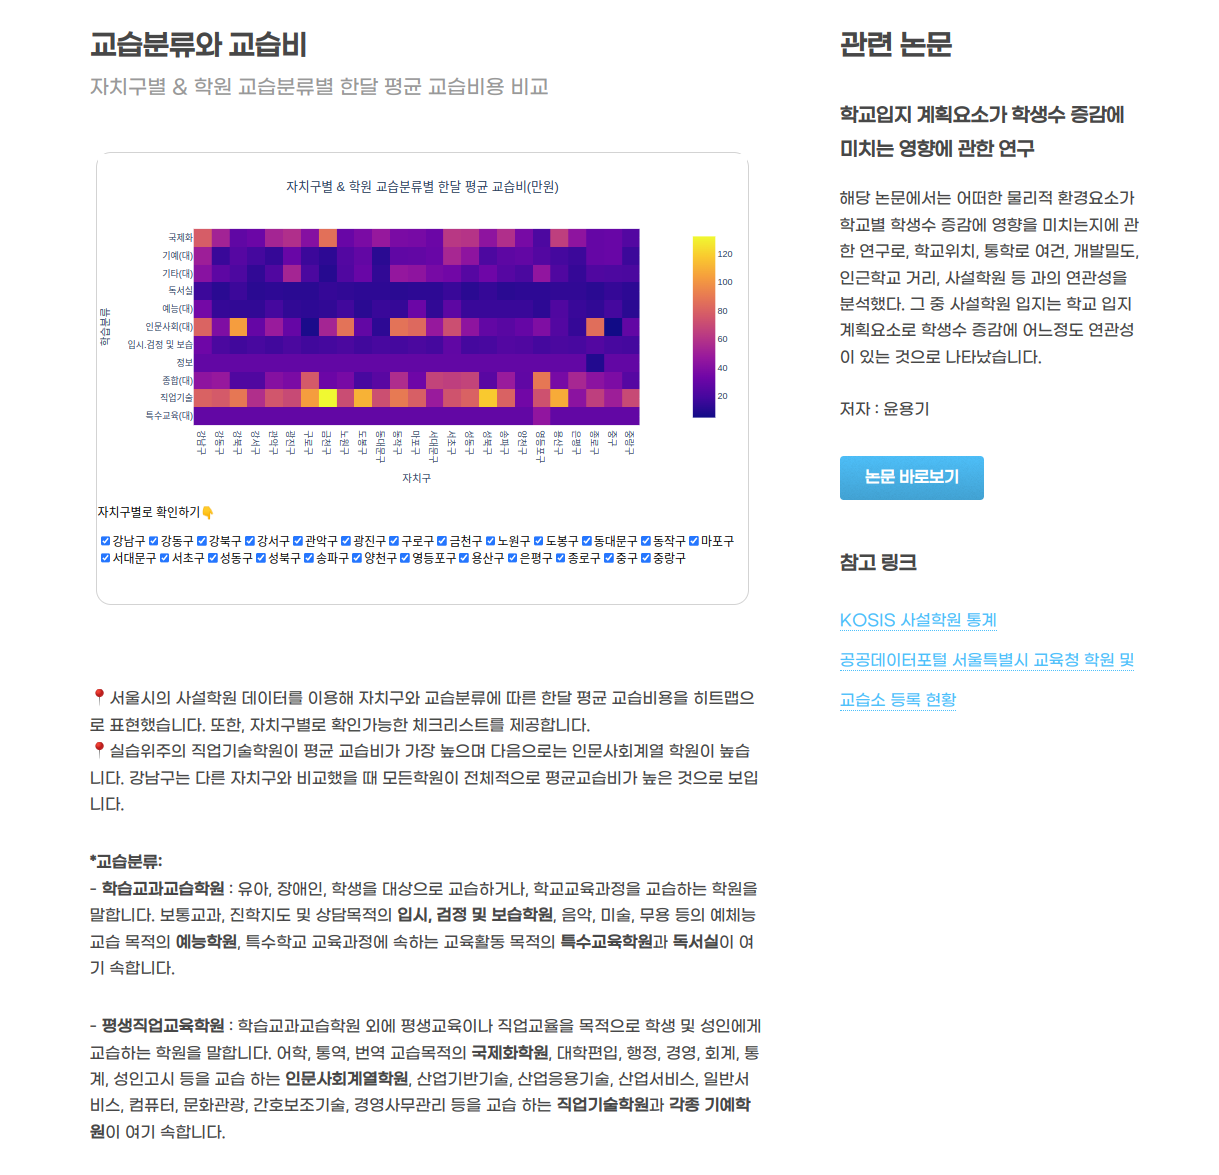 교습분류와 교습비
자치구별 & 학원 교습분류별 한달 평균 교습비용 비교
자치구별 & 학원 교습분류별 한달 평균 교습비(만원)
학습분류
국제화
기예(대)
기타(대)
독서실
예능(대)
인문사회(대)
입시.검정 및 보습
정보
종합(대)
직업기술
특수교육(대)
강남구
강동구
강북구
강서구
관악구
광진구
구로구
금천구
노원구
도봉구
동대문구
동작구
마포구
서대문구
서초구
성동구
성북구
송파구
양천구
영등포구
용산구
은평구
종로구
중구
중랑구
자치구
120
100
80
60
40
20
자치구별로 확인하기👇
강남구 강동구 강북구 강서구 관악구 광진구 구로구 금천구 노원구 도봉구 동대문구 동작구 마포구
서대문구 서초구 성동구 성북구 송파구 양천구 영등포구 용산구 은평구 종로구 중구 중랑구
📍서울시의 사설학원 데이터를 이용해 자치구와 교습분류에 따른 한달 평균 교습비용을 히트맵으
로 표현했습니다. 또한, 자치구별로 확인가능한 체크리스트를 제공합니다.
📍실습위주의 직업기술학원이 평균 교습비가 가장 높으며 다음으로는 인문사회계열 학원이 높습
니다. 강남구는 다른 자치구와 비교했을 때 모든학원이 전체적으로 평균교습비가 높은 것으로 보입
니다.
*교습분류:
- 학습교과교습학원 : 유아, 장애인, 학생을 대상으로 교습하거나, 학교교육과정을 교습하는 학원을
말합니다. 보통교과, 진학지도 및 상담목적의 입시, 검정 및 보습학원, 음악, 미술, 무용 등의 예체능
교습 목적의 예능학원, 특수학교 교육과정에 속하는 교육활동 목적의 특수교육학원과 독서실이 여
기 속합니다.
- 평생직업교육학원 : 학습교과교습학원 외에 평생교육이나 직업교율을 목적으로 학생 및 성인에게
교습하는 학원을 말합니다. 어학, 통역, 번역 교습목적의 국제화학원, 대학편입, 행정, 경영, 회계, 통
계, 성인고시 등을 교습 하는 인문사회계열학원, 산업기반기술, 산업응용기술, 산업서비스, 일반서
비스, 컴퓨터, 문화관광, 간호보조기술, 경영사무관리 등을 교습 하는 직업기술학원과 각종 기예학
원이 여기 속합니다.
관련 논문
학교입지 계획요소가 학생수 증감에
미치는 영향에 관한 연구
해당 논문에서는 어떠한 물리적 환경요소가
학교별 학생수 증감에 영향을 미치는지에 관
한 연구로, 학교위치, 통학로 여건, 개발밀도,
인근학교 거리, 사설학원 등 과의 연관성을
분석했다. 그 중 사설학원 입지는 학교 입지
계획요소로 학생수 증감에 어느정도 연관성
이 있는 것으로 나타났습니다.
저자 : 윤용기
논문 바로보기
참고 링크
KOSIS 사설학원 통계
공공데이터포털 서울특별시 교육청 학원 및
교습소 등록 현황